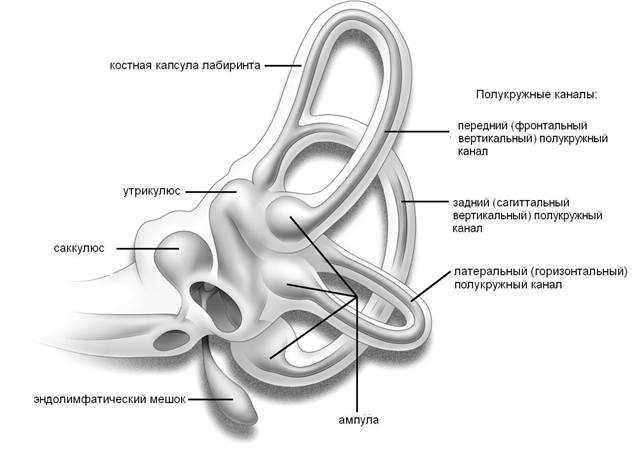 костная капсула лабиринта
Полукружные каналы:
передний (фронтальный
вертикальный) полукружный
канал
утрикулюс
задний (сагиттальный
вертикальный) полукружный
канал
саккулюс
латеральный (горизонтальный)
полукружный канал
эндолимфатический мешок
ампула